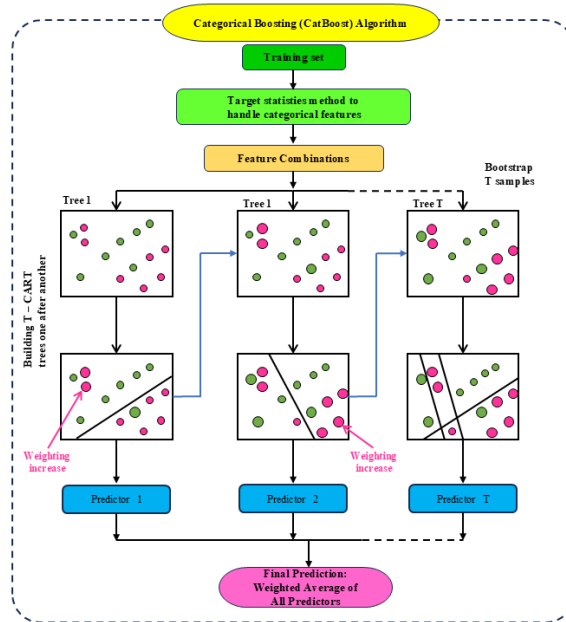 Categorical Boosting (CatBoost) Algorithm
Training set
Target statisties method to
handle categorical features
Feature Combinations
Bootstrap
T samples
Tree 1
Tree 1
Tree T
Building T – CART
trees one after another
Weighting
increase
Weighting
increase
Predictor 1
Predictor 2
Predictor T
Final Prediction:
Weighted Average of
All Predictors